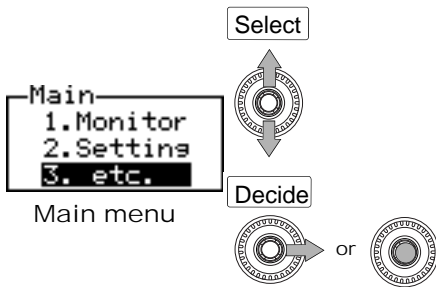 Select
Main
1.Monitor
2.Setting
3. etc.
Main menu
Decide
or